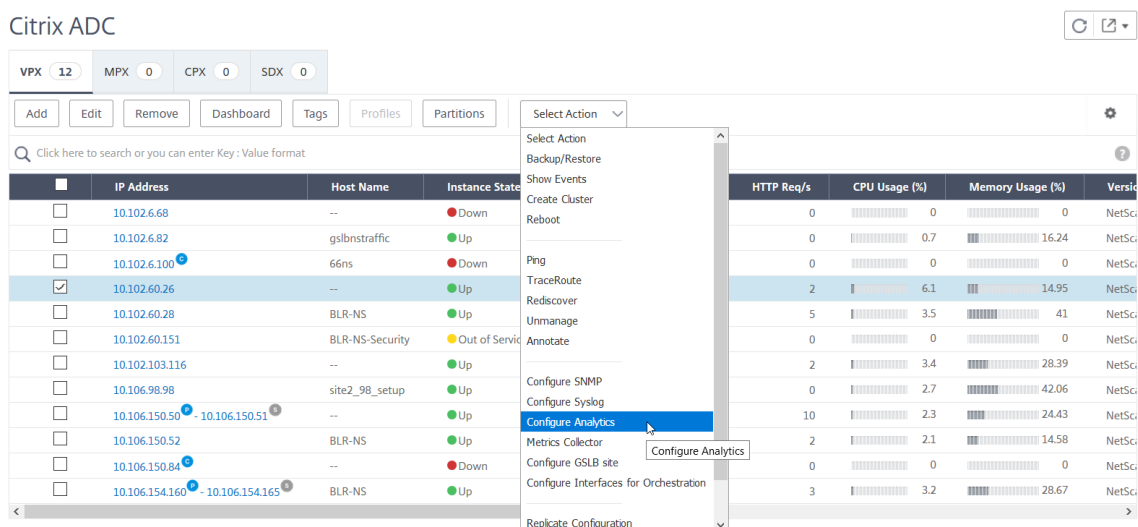 Citrix ADC
VPX 12 MPX 0 CPX 0 SDX 0
Add Edit Remove Dashboard Tags Profiles Partitions Select Action
Click here to search or you can enter Key : Value format ?
IP Address Host Name Instance State HTTP Req/s CPU Usage (%) Memory Usage (%) Versio
10.102.6.68 -- Down 0 0 0 NetSca
10.102.6.82 gslbnstraffic Up 0 0.7 16.24 NetSca
10.102.6.100 C 66ns Down 0 0 0 NetSca
10.102.60.26 -- Up 2 6.1 14.95 NetSca
10.102.60.28 BLR-NS Up 5 3.5 41 NetSca
10.102.60.151 BLR-NS-Security Out of Servic 0 0 0 NetSca
10.102.103.116 -- Up 2 3.4 28.39 NetSca
10.106.98.98 site2_98_setup Up 0 2.7 42.06 NetSca
10.106.150.50 P - 10.106.150.51 S -- Up 10 2.3 24.43 NetSca
10.106.150.52 BLR-NS Up 2 2.1 14.58 NetSca
10.106.150.84 C -- Down 0 0 0 NetSca
10.106.154.160 P - 10.106.154.165 S BLR-NS Up 3 3.2 28.67 NetSca
Select Action
Backup/Restore
Show Events
Create Cluster
Reboot
Ping
TraceRoute
Rediscover
Unmanage
Annotate
Configure SNMP
Configure Syslog
Configure Analytics
Metrics Collector
Configure Analytics
Configure GSLB site
Configure Interfaces for Orchestration
Replicate Configuration